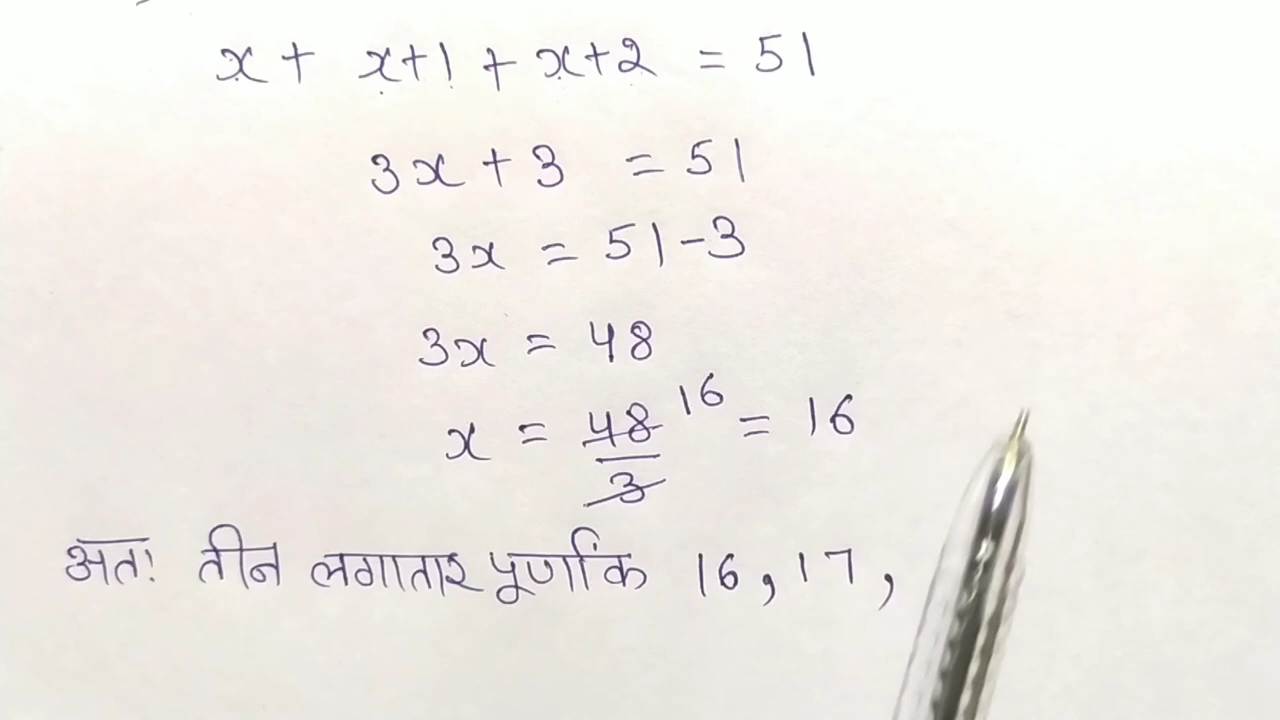 x + x+1 + x+2 = 51
3x + 3 = 51
3x = 51-3
3x = 48
x = 48/3 16 = 16
अतः तीन लगातार पूर्णांक 16, 17,